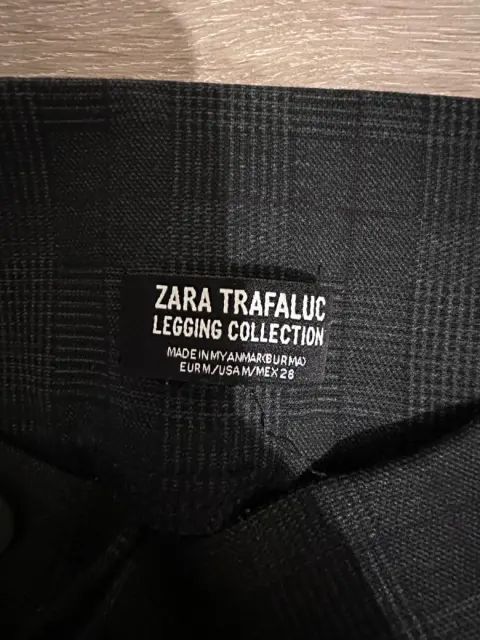 ZARA TRAFALUC
LEGGING COLLECTION
MADE IN MYANMAR(BURMA)
EUR M/USA M/MEX 28